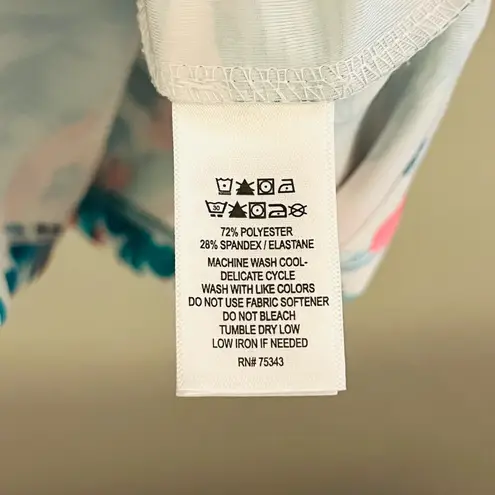 30
72% POLYESTER
28% SPANDEX / ELASTANE
MACHINE WASH COOL-
DELICATE CYCLE
WASH WITH LIKE COLORS
DO NOT USE FABRIC SOFTENER
DO NOT BLEACH
TUMBLE DRY LOW
LOW IRON IF NEEDED
RN# 75343